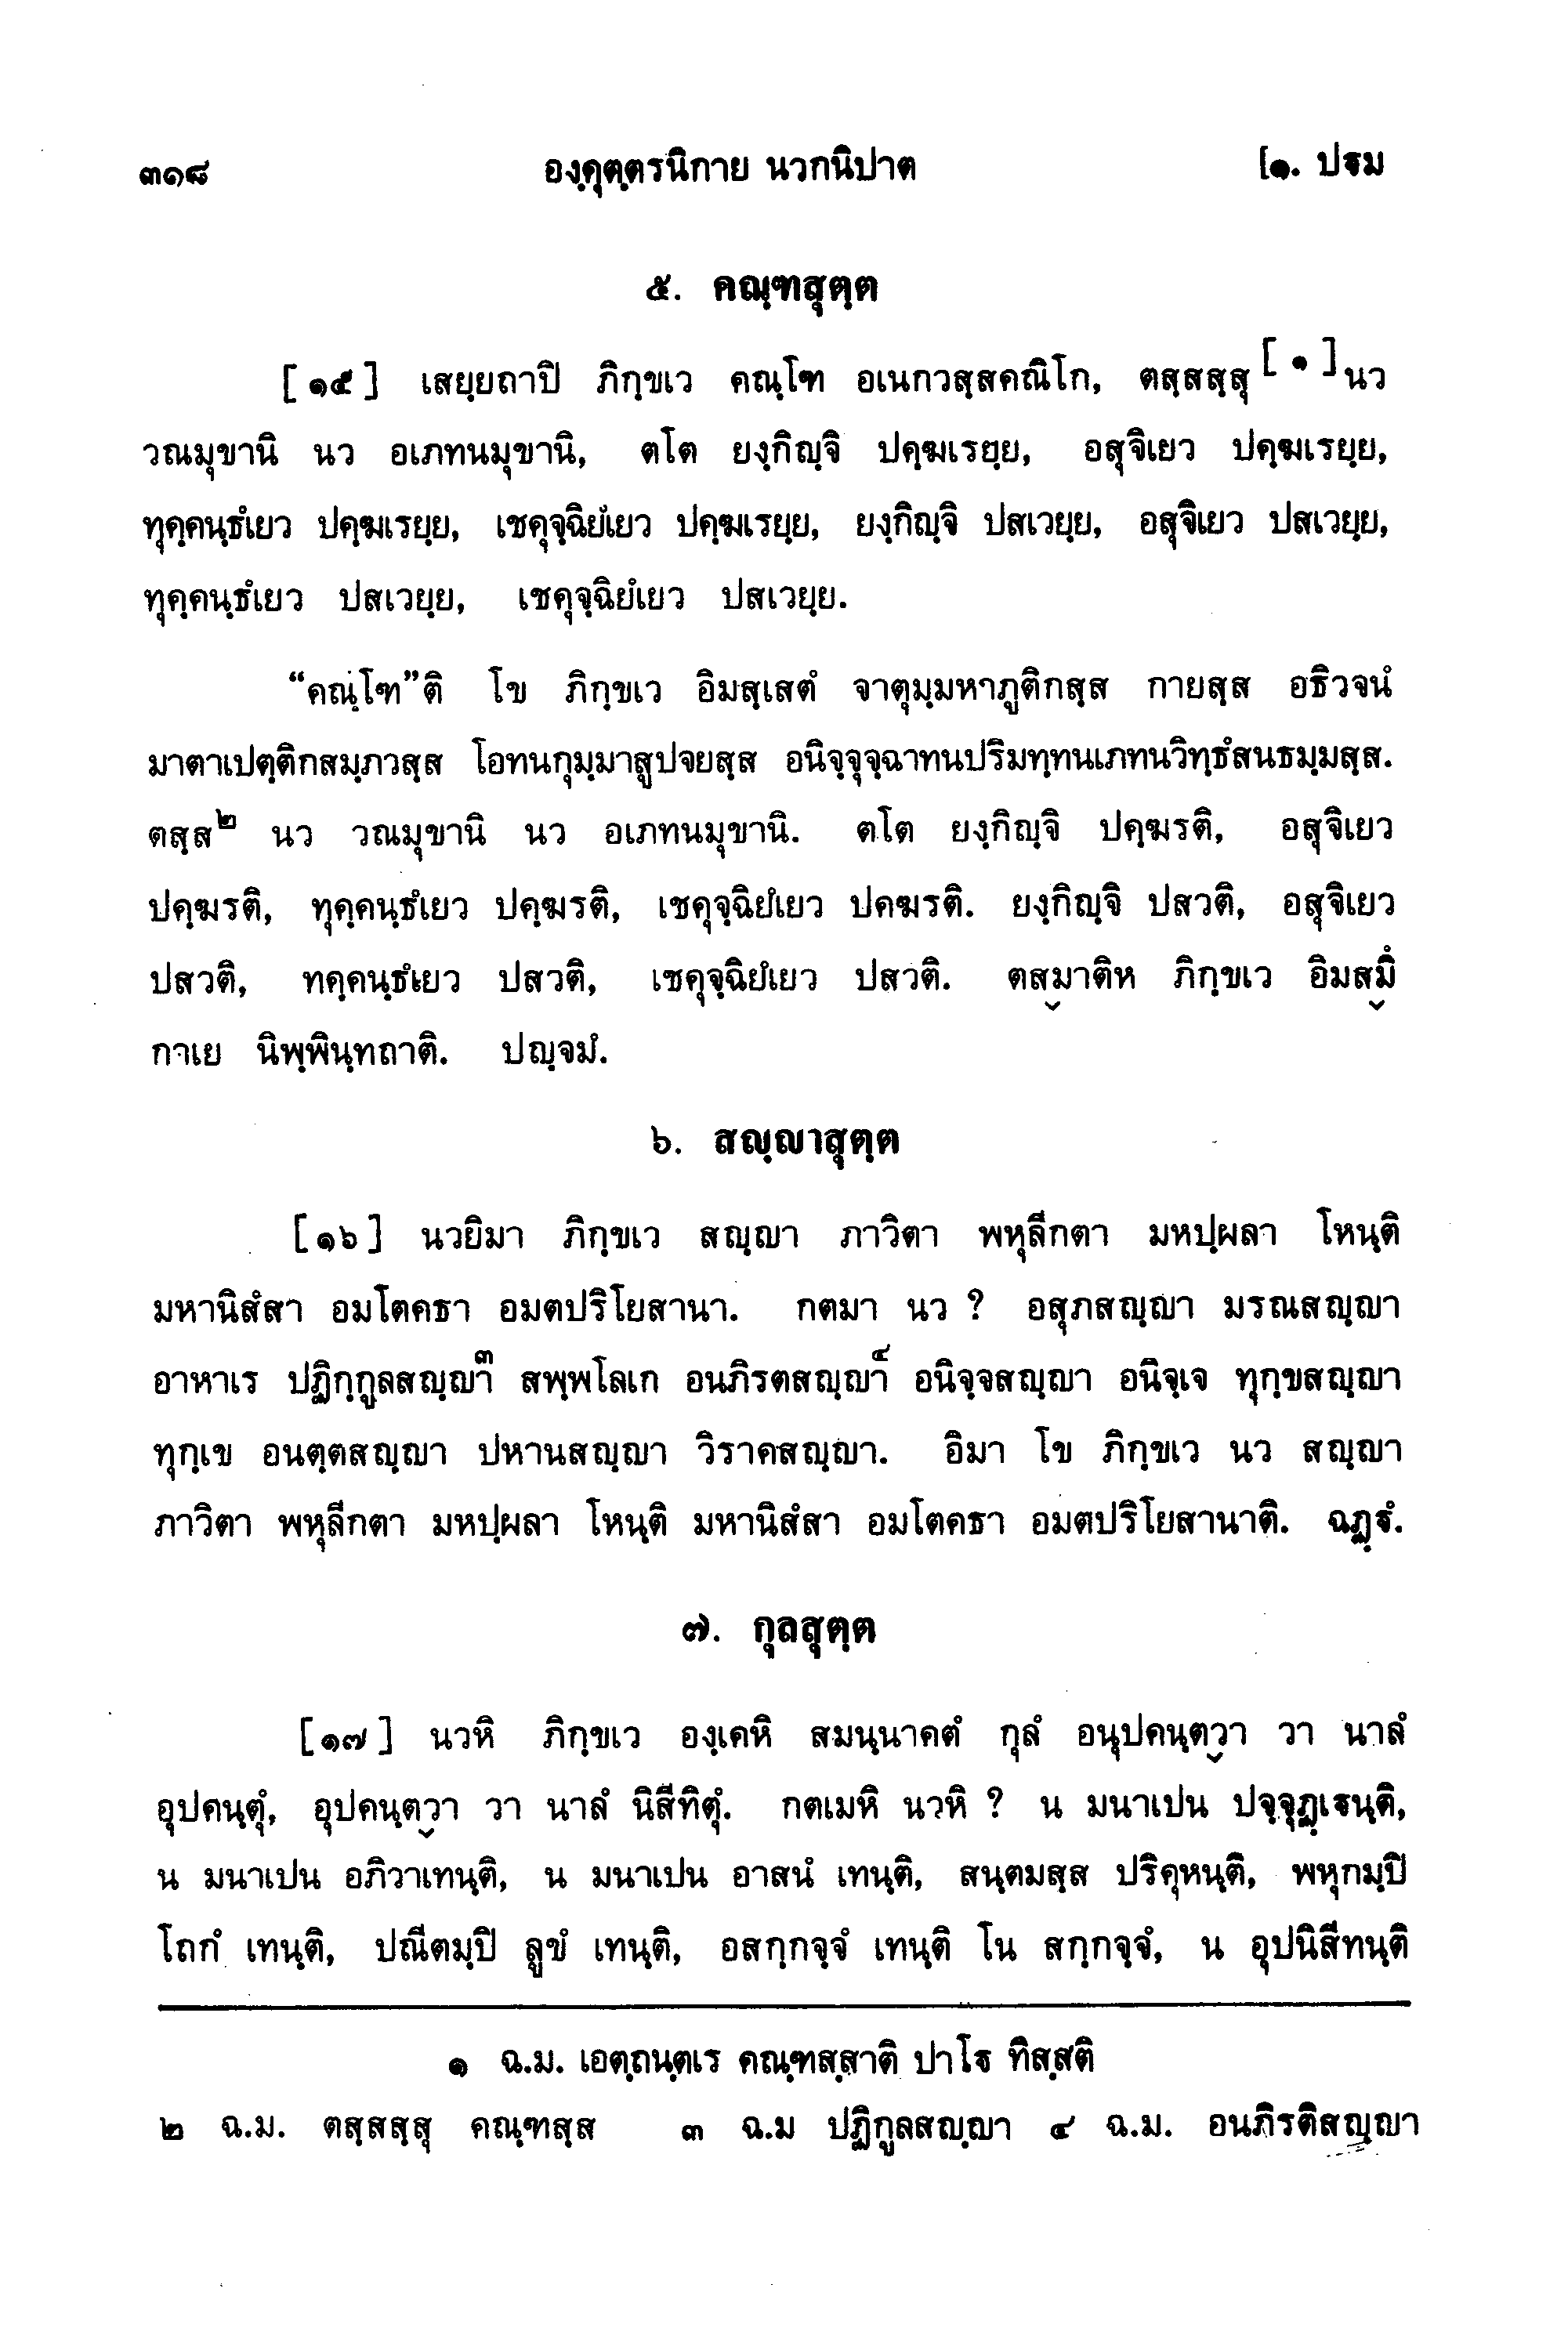 ๓๑๘ องฺคุตฺตรนิกาย นวกนิปาต [๑. ปฐม
๕. คณฺฑสุตฺต
[๑๕] เสยฺยถาปิ ภิกฺขเว คณฺโฑ อเนกวสฺสคณิโก, ตสฺสสฺสุ[๑]นว
วณมุขานิ นว อเภทนมุขานิ, ตโต ยงฺกิญฺจิ ปคฺฆเรยฺย, อสุจิเยว ปคฺฆเรยฺย,
ทุคฺคนฺธํเยว ปคฺฆเรยฺย, เชคุจฺฉิยํเยว ปคฺฆเรยฺย, ยงฺกิญฺจิ ปสเวยฺย, อสุจิเยว ปสเวยฺย,
ทุคฺคนฺธํเยว ปสเวยฺย, เชคุจฺฉิยํเยว ปสเวยฺย.
“คณฺโฑ”ติ โข ภิกฺขเว อิมสฺเสตํ จาตุมฺมหาภูติกสฺส กายสฺส อธิวจนํ
มาตาเปตฺติกสมฺภวสฺส โอทนกุมฺมาสูปจยสฺส อนิจฺจุจฺฉาทนปริมทฺทนเภทนวิทฺธํสนธมฺมสฺส.
ตสฺส๒ นว วณมุขานิ นว อเภทนมุขานิ. ตโต ยงฺกิญฺจิ ปคฺฆรติ, อสุจิเยว
ปคฺฆรติ, ทุคฺคนฺธํเยว ปคฺฆรติ, เชคุจฺฉิยํเยว ปคฆรติ. ยงฺกิญฺจิ ปสวติ, อสุจิเยว
ปสวติ, ทคฺคนฺธํเยว ปสวติ, เชคุจฺฉิยํเยว ปสวติ. ตสฺมาติห ภิกฺขเว อิมสฺมึ
กาเย นิพฺพินฺทถาติ. ปญฺจมํ.
๖. สญฺญาสุตฺต
[๑๖] นวยิมา ภิกฺขเว สญฺญา ภาวิตา พหุลีกตา มหปฺผลา โหนฺติ
มหานิสํสา อมโตคธา อมตปริโยสานา. กตมา นว ? อสุภสญฺญา มรณสญฺญา
อาหาเร ปฏิกฺกูลสญฺญา๓ สพฺพโลเก อนภิรตสญฺญา๔ อนิจฺจสญฺญา อนิจฺเจ ทุกฺขสญฺญา
ทุกฺเข อนตฺตสญฺญา ปหานสญฺญา วิราคสญฺญา. อิมา โข ภิกฺขเว นว สญฺญา
ภาวิตา พหุลีกตา มหปฺผลา โหนฺติ มหานิสํสา อมโตคธา อมตปริโยสานาติ. ฉฏฺฐํ.
๗. กุลสุตฺต
[๑๗] นวหิ ภิกฺขเว องฺเคหิ สมนฺนาคตํ กุลํ อนุปคนฺตฺวา วา นาลํ
อุปคนฺตุํ, อุปคนฺตฺวา วา นาลํ นิสีทิตุํ. กตเมหิ นวหิ ? น มนาเปน ปจฺจุฏฺเฐนฺติ,
น มนาเปน อภิวาเทนฺติ, น มนาเปน อาสนํ เทนฺติ, สนฺตมสฺส ปริคุหนฺติ, พหุกมฺปิ
โถกํ เทนฺติ, ปณีตมฺปิ ลูขํ เทนฺติ, อสกฺกจฺจํ เทนฺติ โน สกฺกจฺจํ, น อุปนิสีทนฺติ
๑ ฉ.ม. เอตฺถนฺตเร คณฺฑสฺสาติ ปาโฐ ทิสฺสติ
๒ ฉ.ม. ตสฺสสฺสุ คณฺฑสฺส ๓ ฉ.ม ปฏิกูลสญฺญา ๔ ฉ.ม. อนภิรติสญฺญา